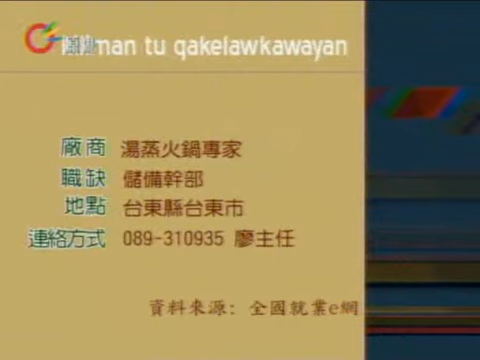 man tu qakelawkawayan
廠商 湯蒸火鍋專家
職缺 儲備幹部
地點 台東縣台東市
連絡方式 089-310935 廖主任
資料來源: 全國就業e網